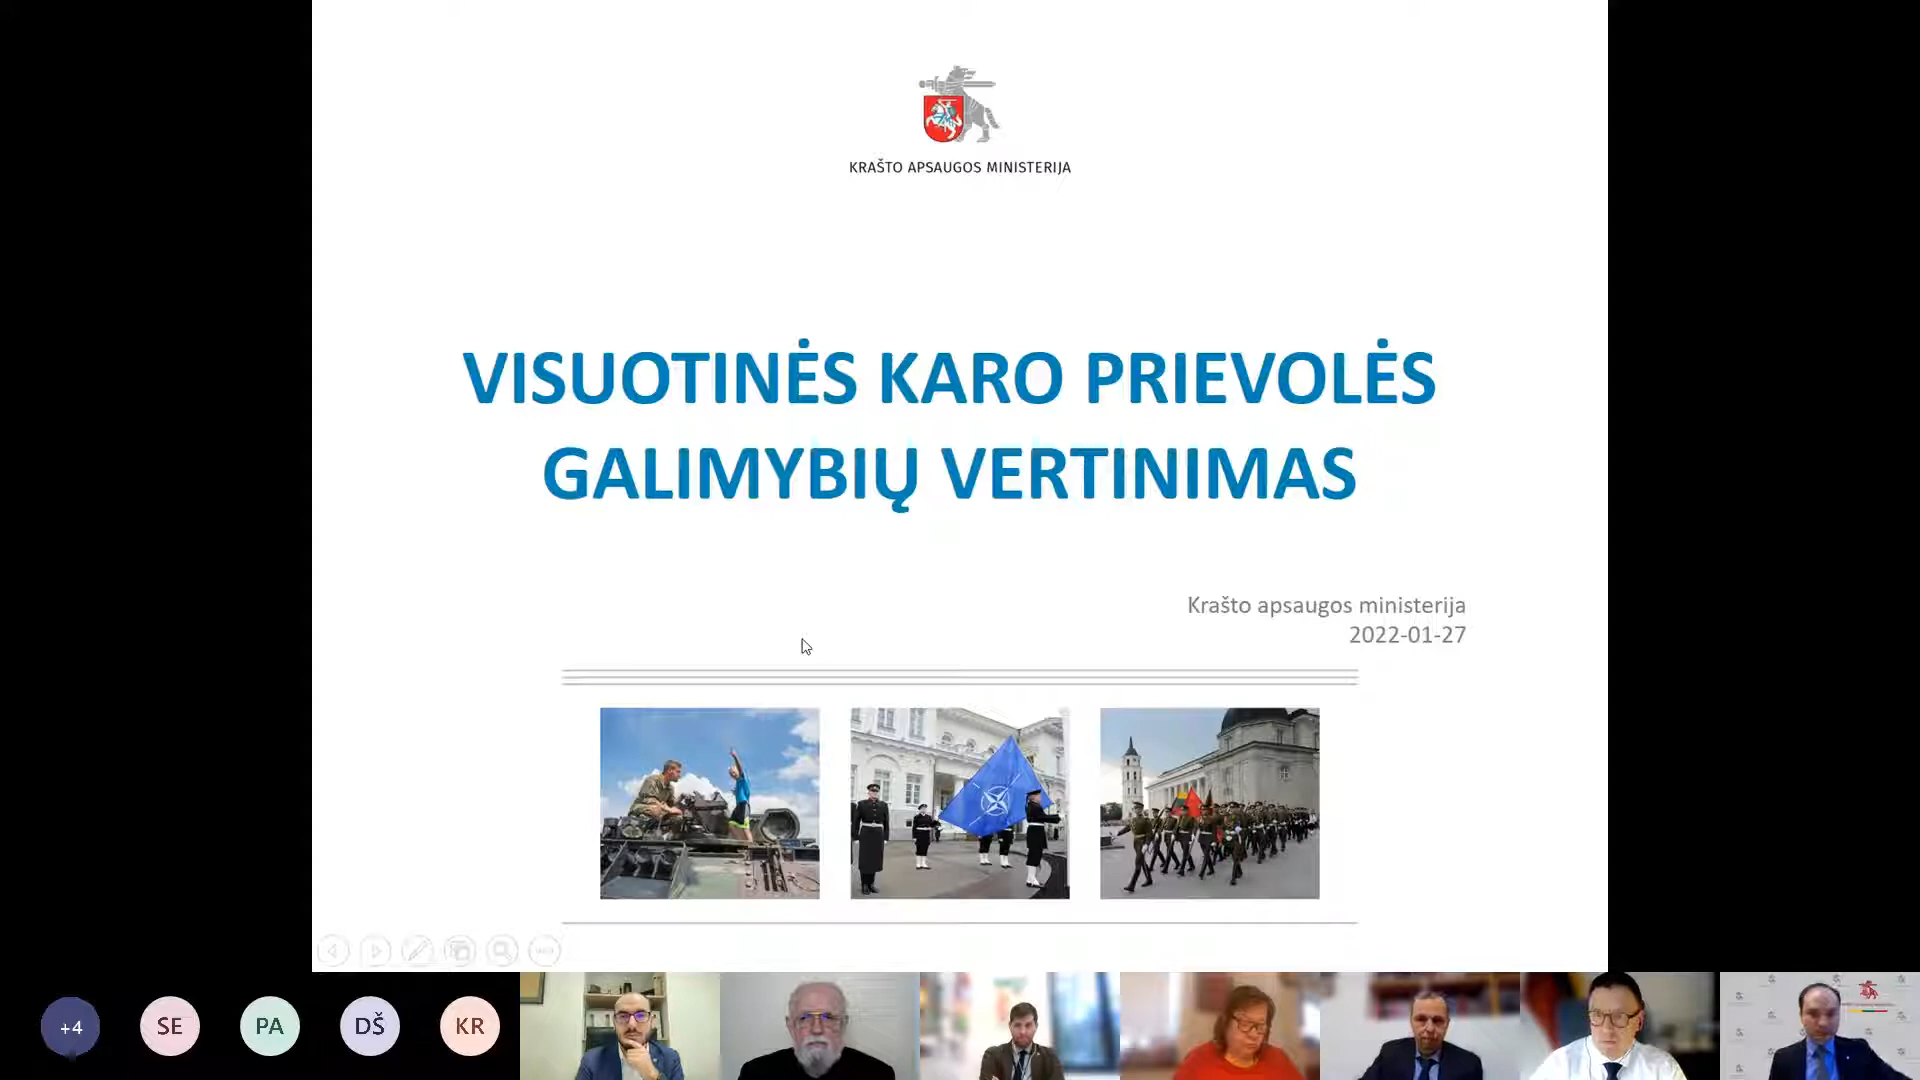 KRAŠTO APSAUGOS MINISTERIJA
VISUOTINĖS KARO PRIEVOLĖS
GALIMYBIŲ VERTINIMAS
Krašto apsaugos ministerija
2022-01-27
+4
SE
PA
DŠ
KR